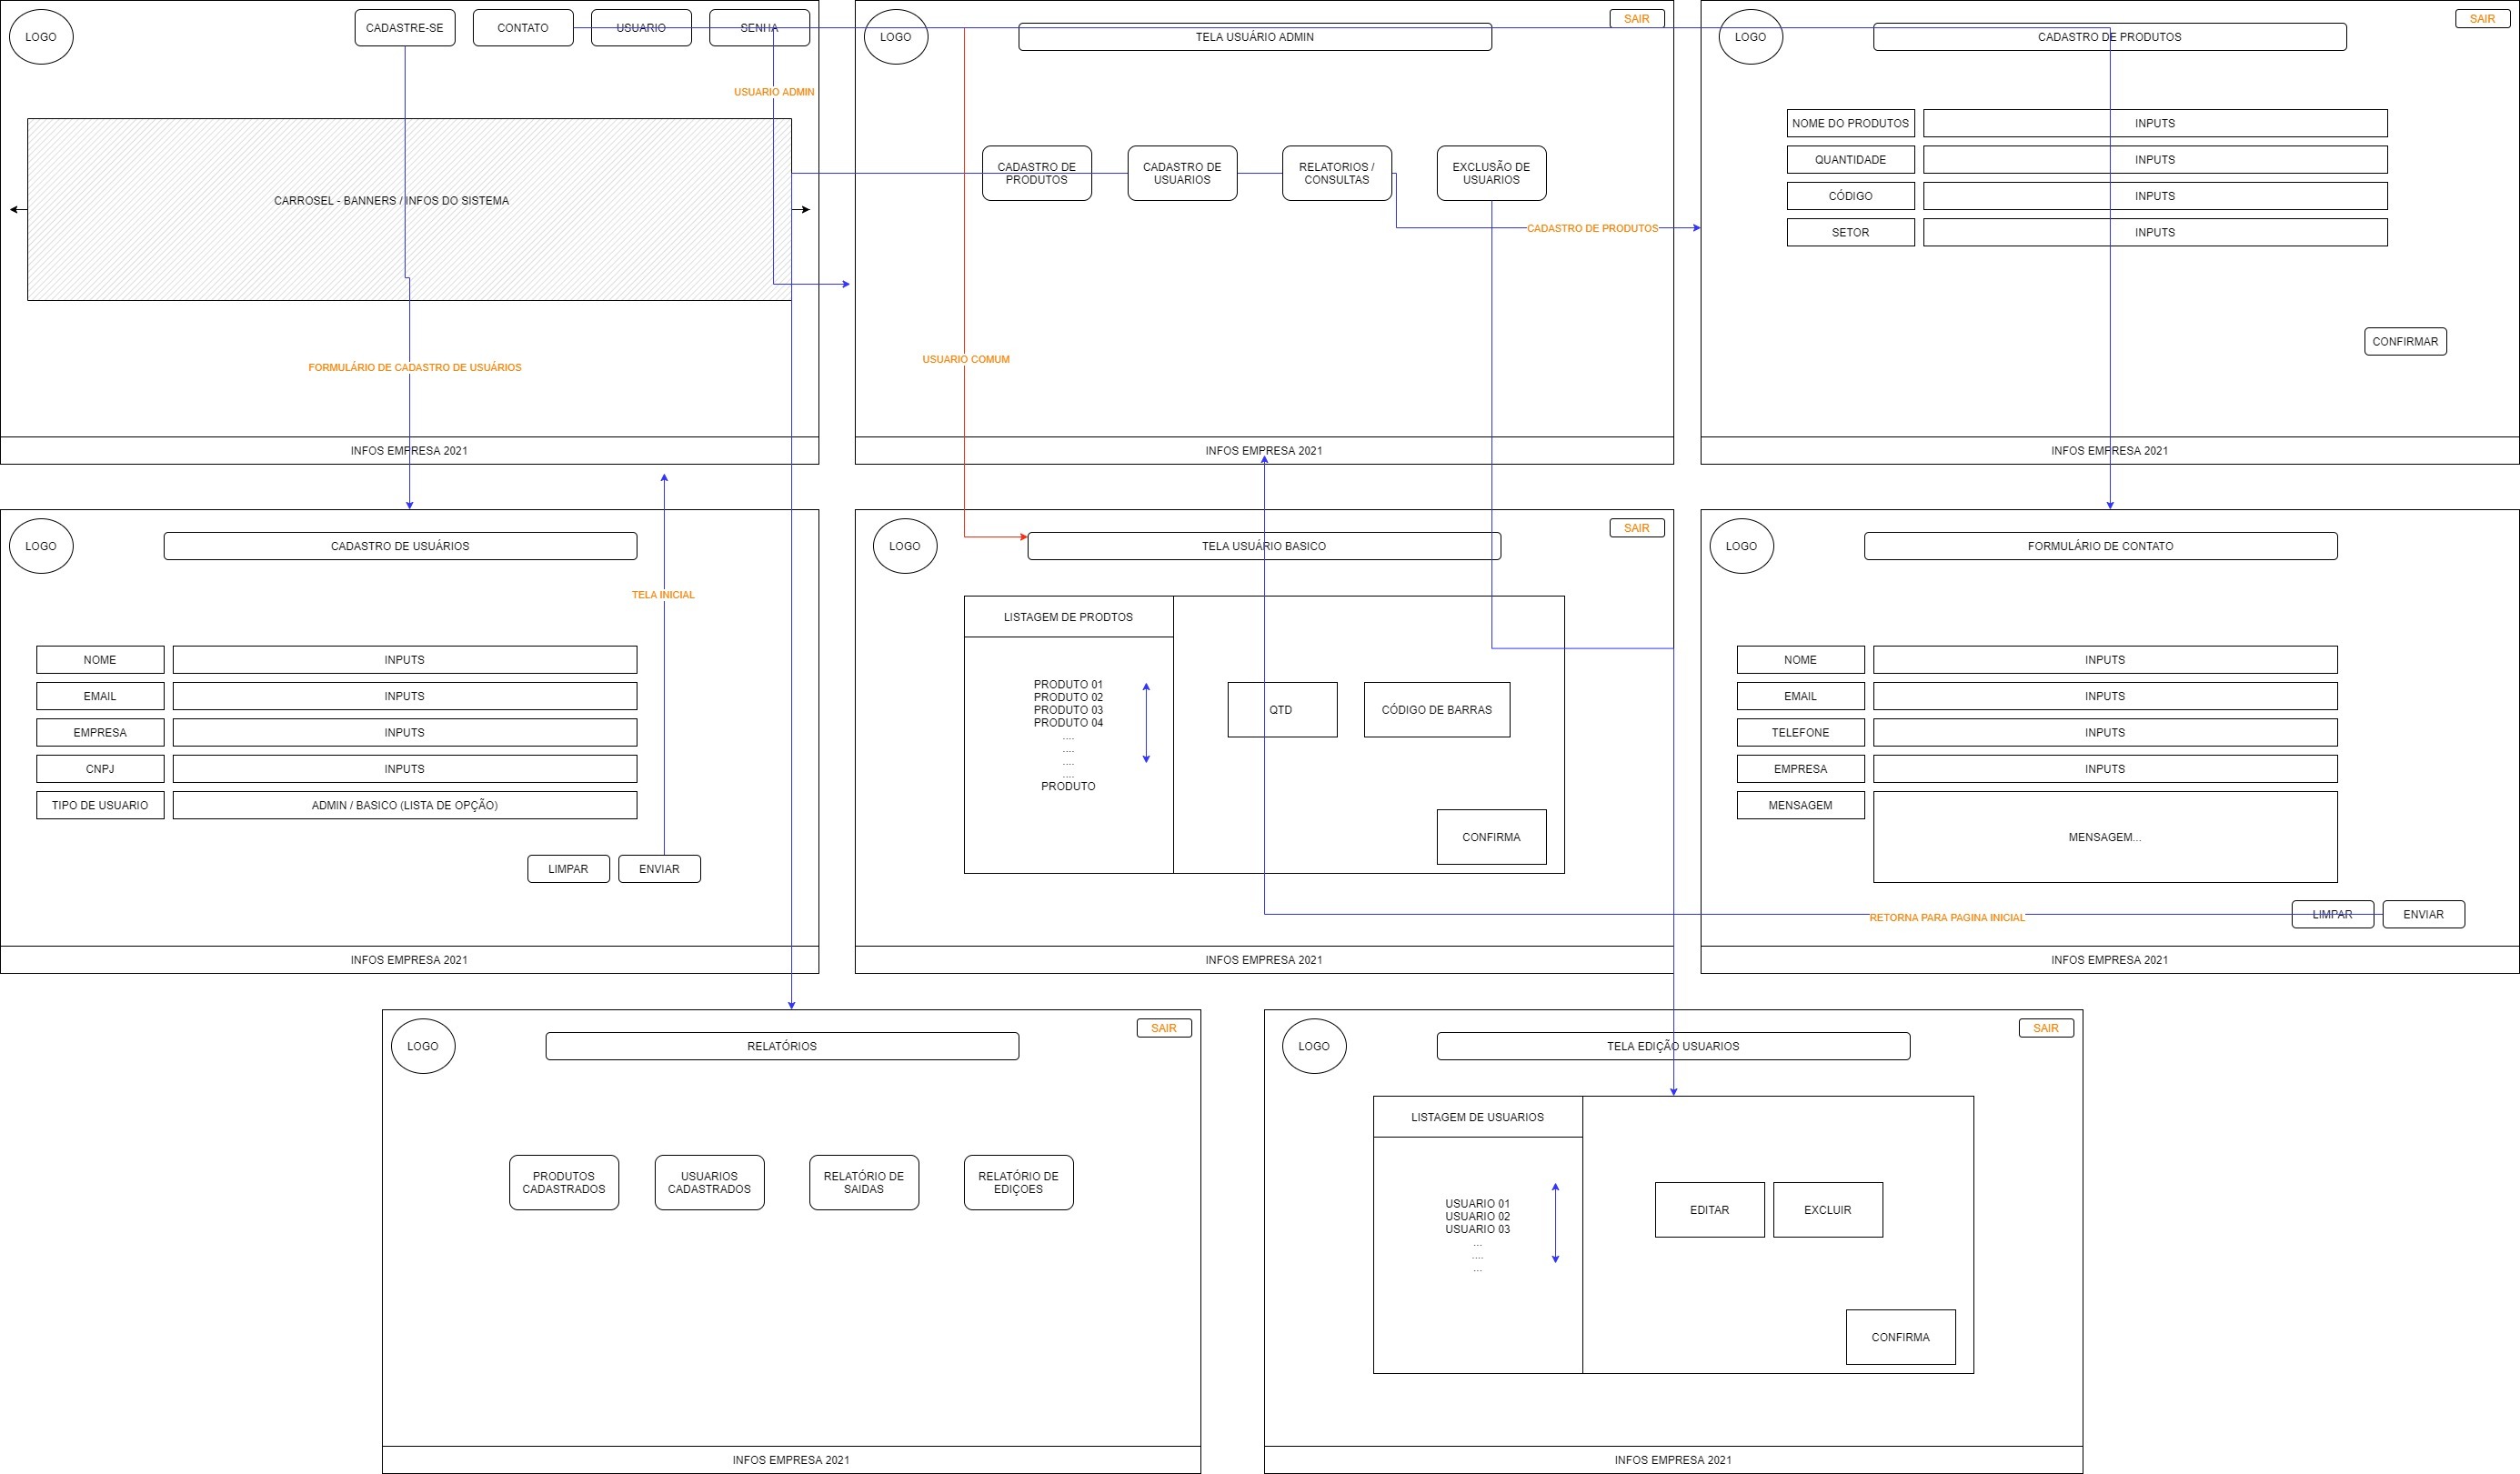 LOGO
CADASTRE-SE
CONTATO
USUARIO
SENHA
USUARIO ADMIN
CARROSEL - BANNERS / INFOS DO SISTEMA
FORMULÁRIO DE CADASTRO DE USUÁRIOS
INFOS EMPRESA 2021
LOGO
TELA USUÁRIO ADMIN
SAIR
CADASTRO DE
PRODUTOS
CADASTRO DE
USUARIOS
RELATORIOS /
CONSULTAS
EXCLUSÃO DE
USUARIOS
CADASTRO DE PRODUTOS
USUARIO COMUM
INFOS EMPRESA 2021
LOGO
CADASTRO DE PRODUTOS
SAIR
NOME DO PRODUTOS
INPUTS
QUANTIDADE
INPUTS
CÓDIGO
INPUTS
SETOR
INPUTS
CONFIRMAR
INFOS EMPRESA 2021
LOGO
CADASTRO DE USUÁRIOS
TELA INICIAL
NOME
INPUTS
EMAIL
INPUTS
EMPRESA
INPUTS
CNPJ
INPUTS
TIPO DE USUARIO
ADMIN / BASICO (LISTA DE OPÇÃO)
LIMPAR
ENVIAR
INFOS EMPRESA 2021
LOGO
TELA USUÁRIO BASICO
SAIR
LISTAGEM DE PRODTOS
PRODUTO 01
PRODUTO 02
PRODUTO 03
PRODUTO 04
....
....
....
....
PRODUTO
QTD
CÓDIGO DE BARRAS
CONFIRMA
INFOS EMPRESA 2021
LOGO
FORMULÁRIO DE CONTATO
NOME
INPUTS
EMAIL
INPUTS
TELEFONE
INPUTS
EMPRESA
INPUTS
MENSAGEM
MENSAGEM...
RETORNA PARA PAGINA INICIAL
LIMPAR
ENVIAR
INFOS EMPRESA 2021
LOGO
RELATÓRIOS
SAIR
PRODUTOS
CADASTRADOS
USUARIOS
CADASTRADOS
RELATÓRIO DE
SAIDAS
RELATÓRIO DE
EDIÇOES
INFOS EMPRESA 2021
LOGO
TELA EDIÇÃO USUARIOS
SAIR
LISTAGEM DE USUARIOS
USUARIO 01
USUARIO 02
USUARIO 03
...
....
...
EDITAR
EXCLUIR
CONFIRMA
INFOS EMPRESA 2021